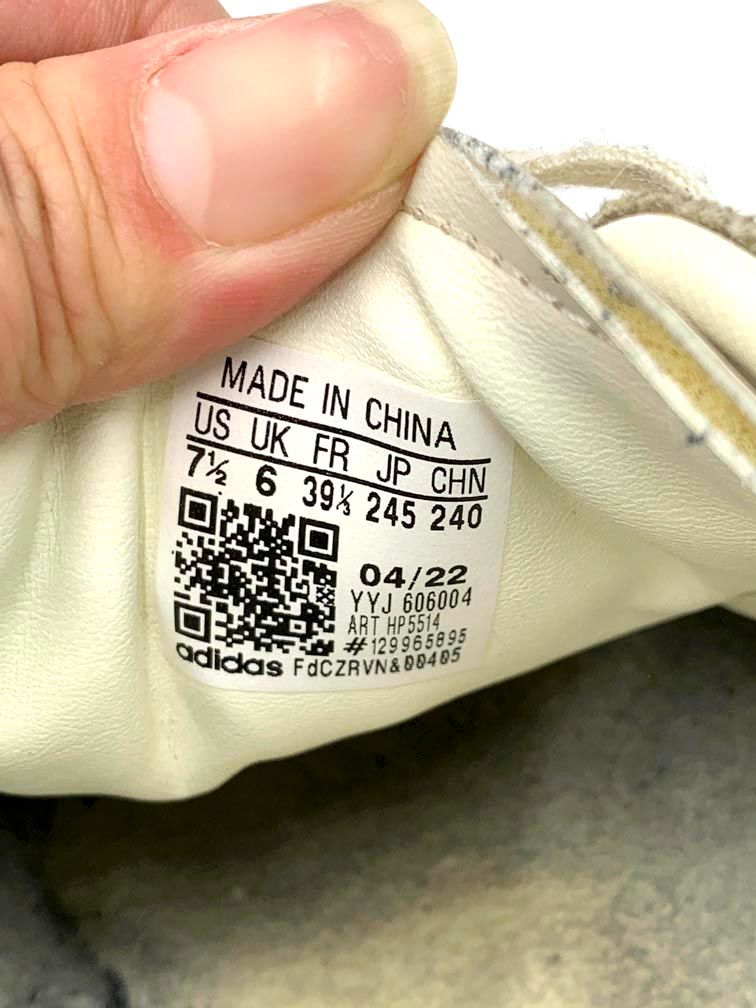 MADE IN CHINA
US UK FR JP CHN
7½ 6 39⅓ 245 240
04/22
YYJ 606004
ART HP5514
#129965895
adidas FdCZRVN&00405